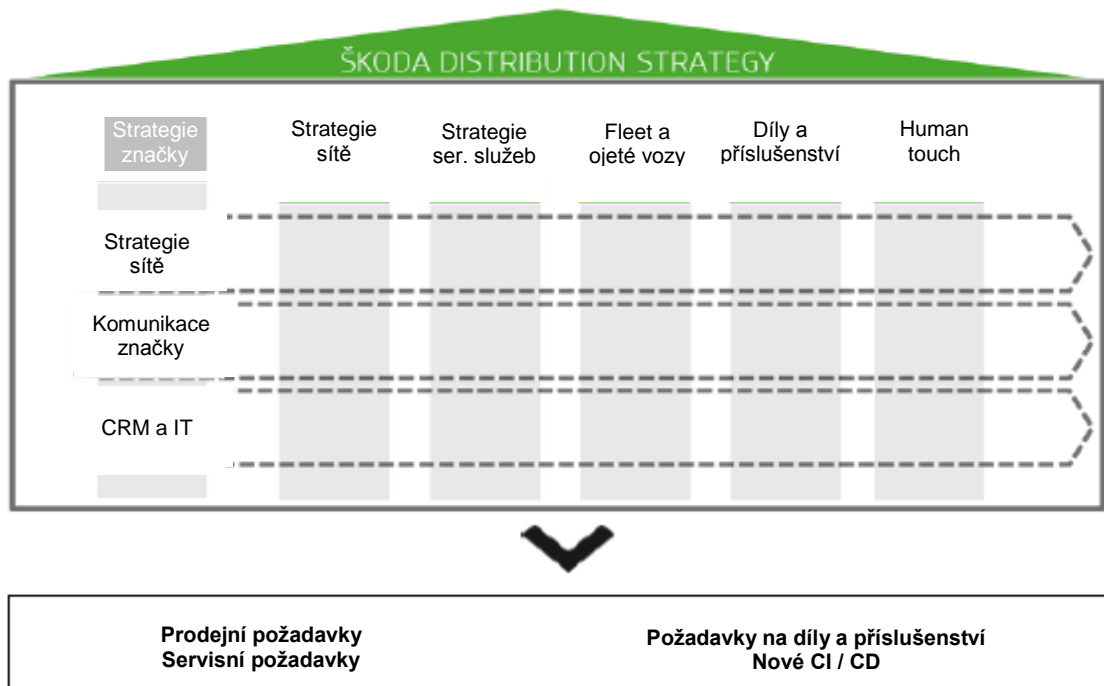 ŠKODA DISTRIBUTION STRATEGY
Strategie
značky
Strategie
sítě
Strategie
ser. služeb
Fleet a
ojeté vozy
Díly a
příslušenství
Human
touch
Strategie
sítě
Komunikace
značky
CRM a IT
Prodejní požadavky
Servisní požadavky
Požadavky na díly a příslušenství
Nové CI / CD